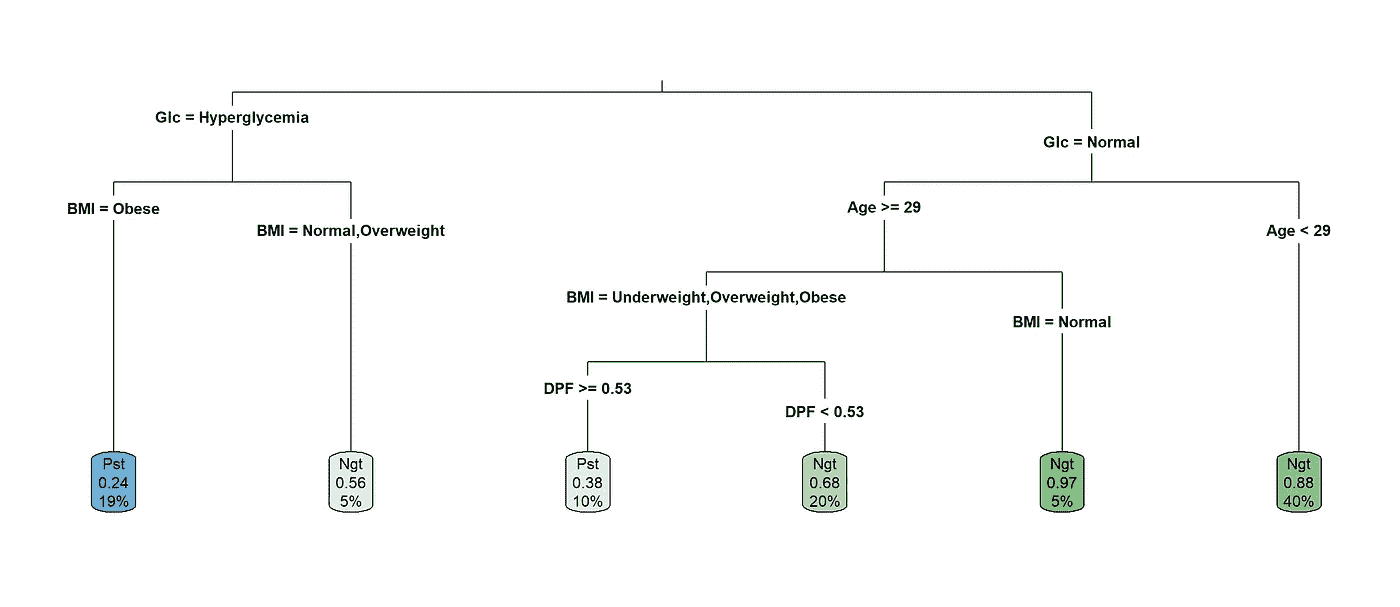 Glc = Hyperglycemia
Glc = Normal
BMI = Obese
BMI = Normal,Overweight
Age >= 29
Age < 29
BMI = Underweight,Overweight,Obese
BMI = Normal
DPF >= 0.53
DPF < 0.53
Pst
0.24
19%
Ngt
0.56
5%
Pst
0.38
10%
Ngt
0.68
20%
Ngt
0.97
5%
Ngt
0.88
40%